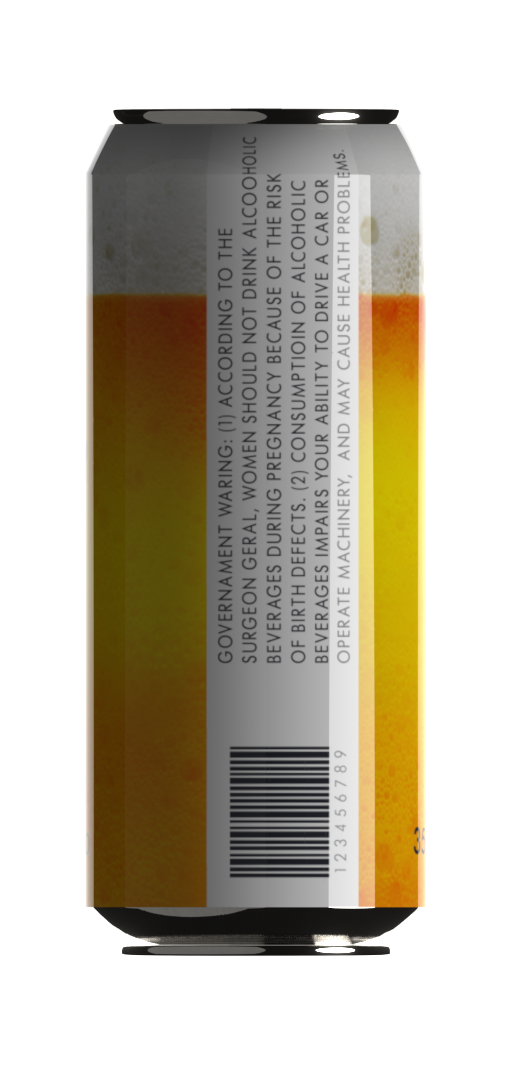 GOVERNAMENT WARING: (1) ACCORDING TO THE
SURGEON GERAL, WOMEN SHOULD NOT DRINK ALCOOHOLIC
BEVERAGES DURING PREGNANCY BECAUSE OF THE RISK
OF BIRTH DEFECTS. (2) CONSUMPTIOIN OF ALCOHOLIC
BEVERAGES IMPAIRS YOUR ABILITY TO DRIVE A CAR OR
OPERATE MACHINERY, AND MAY CAUSE HEALTH PROBLEMS.
123456789